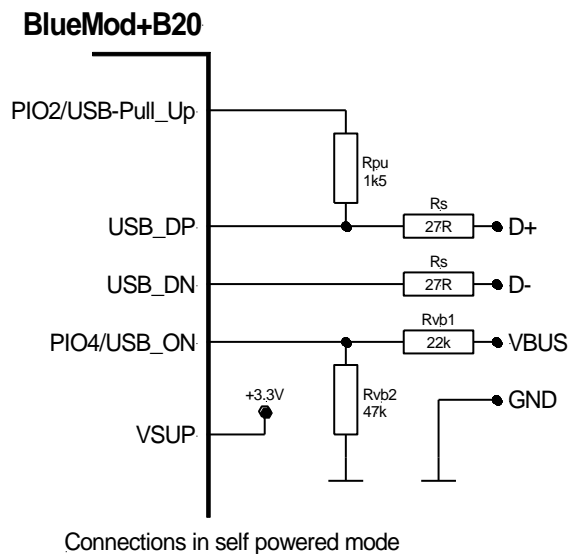 BlueMod+B20
PIO2/USB-Pull_Up
Rpu
1k5
Rs
USB_DP
27R
D+
Rs
USB_DN
27R
D-
Rvb1
PIO4/USB_ON
22k
VBUS
+3.3V
Rvb2
47k
GND
VSUP
Connections in self powered mode